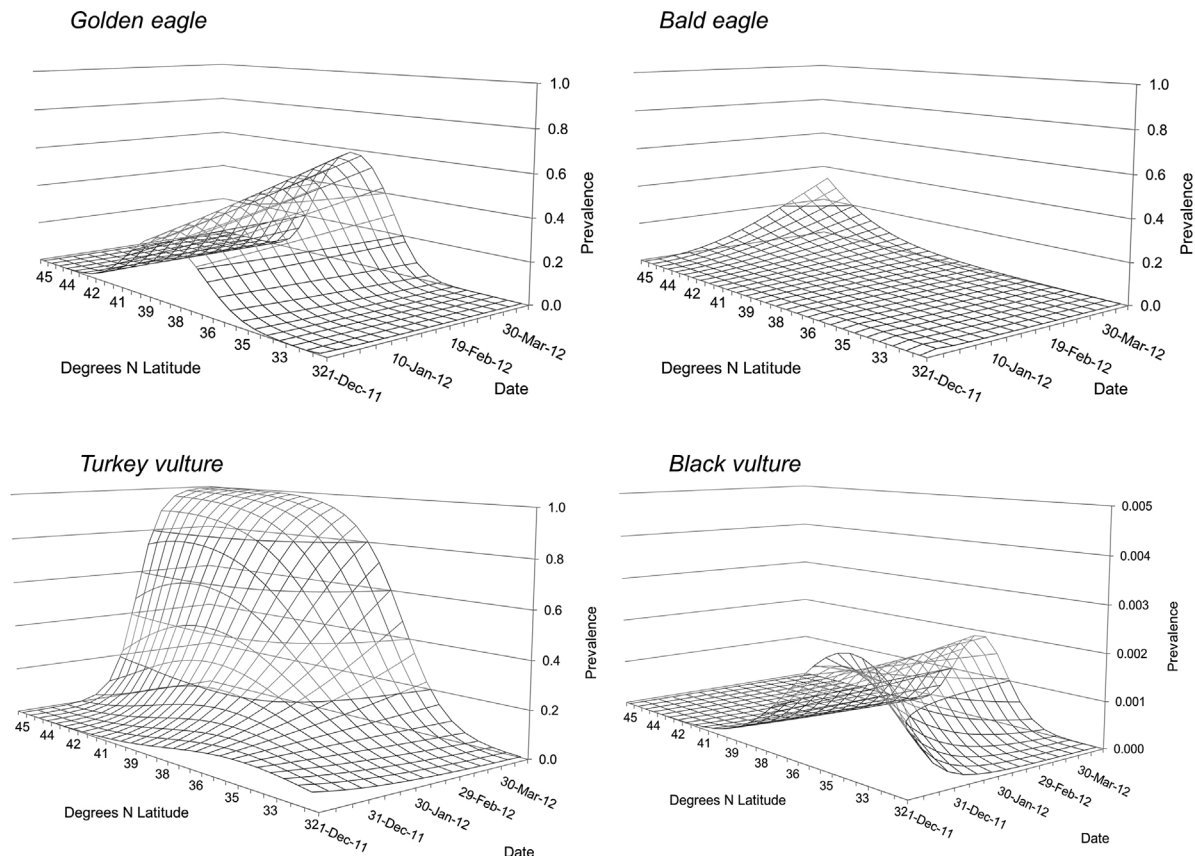 Golden eagle
1.0
0.8
0.6
0.4
0.2
0.0
Prevalence
45
44
42
41
39
38
36
35
33
321-Dec-11
10-Jan-12
19-Feb-12
30-Mar-12
Degrees N Latitude
Date
Bald eagle
1.0
0.8
0.6
0.4
0.2
0.0
Prevalence
45
44
42
41
39
38
36
35
33
321-Dec-11
10-Jan-12
19-Feb-12
30-Mar-12
Degrees N Latitude
Date
Turkey vulture
1.0
0.8
0.6
0.4
0.2
0.0
Prevalence
45
44
42
41
39
38
36
35
33
321-Dec-11
31-Dec-11
30-Jan-12
29-Feb-12
30-Mar-12
Degrees N Latitude
Date
Black vulture
0.005
0.004
0.003
0.002
0.001
0.000
Prevalence
45
44
42
41
39
38
36
35
33
321-Dec-11
31-Dec-11
30-Jan-12
29-Feb-12
30-Mar-12
Degrees N Latitude
Date